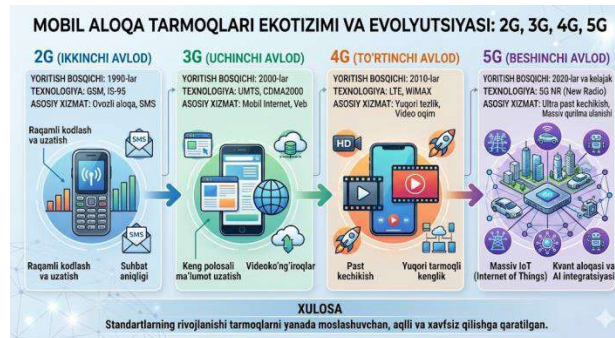 MOBIL ALOQA TARMOQLARI EKOTIZIMI VA EVOLYUTSIYASI: 2G, 3G, 4G, 5G
2G (IKKINCHI AVLOD)
YORITISH BOSQICHI: 1990-lar
TEXNOLOGIYA: GSM, IS-95
ASOSIY XIZMAT: Ovozli aloqa, SMS
Raqamli kodlash
va uzatish
SMS
SMS
Raqamli kodlash
va uzatish
Suhbat
aniqligi
3G (UCHINCHI AVLOD)
YORITISH BOSQICHI: 2000-lar
TEXNOLOGIYA: UMTS, CDMA2000
ASOSIY XIZMAT: Mobil Internet, Veb
Keng polosali
ma'lumot uzatish
Videoko'ng'iroqlar
4G (TO'RTINCHI AVLOD)
YORITISH BOSQICHI: 2010-lar
TEXNOLOGIYA: LTE, WiMAX
ASOSIY XIZMAT: Yuqori tezlik,
Video oqim
HD
Past
kechikish
Yuqori tarmoqli
kenglik
5G (BESHINCHI AVLOD)
YORITISH BOSQICHI: 2020-lar va kelajak
TEXNOLOGIYA: 5G NR (New Radio)
ASOSIY XIZMAT: Ultra past kechikish,
Massiv qurilma ulanishi
Massiv IoT
(Internet of Things)
Kvant aloqasi va
AI integratsiyasi
XULOSA
Standartlarning rivojlanishi tarmoqlarni yanada moslashuvchan, aqlli va xavfsiz qilishga qaratilgan.